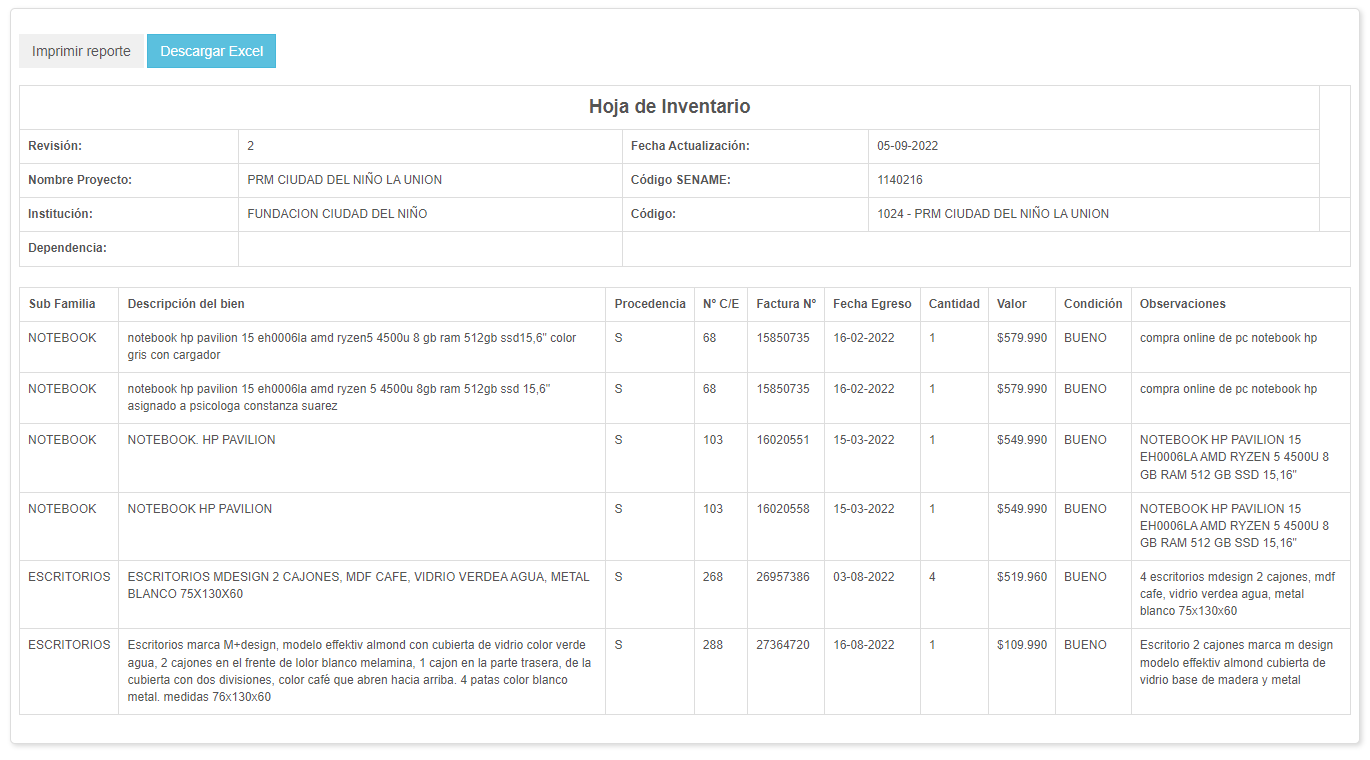 Imprimir reporte Descargar Excel
Hoja de Inventario
Revisión: 2 Fecha Actualización: 05-09-2022
Nombre Proyecto: PRM CIUDAD DEL NIÑO LA UNION Código SENAME: 1140216
Institución: FUNDACION CIUDAD DEL NIÑO Código: 1024 - PRM CIUDAD DEL NIÑO LA UNION
Dependencia:
Sub Familia Descripción del bien Procedencia Nº C/E Factura Nº Fecha Egreso Cantidad Valor Condición Observaciones
NOTEBOOK notebook hp pavilion 15 eh0006la amd ryzen5 4500u 8 gb ram 512gb ssd15,6" color S 68 15850735 16-02-2022 1 $579.990 BUENO compra online de pc notebook hp
gris con cargador
NOTEBOOK notebook hp pavilion 15 eh0006la amd ryzen 5 4500u 8gb ram 512gb ssd 15,6" S 68 15850735 16-02-2022 1 $579.990 BUENO compra online de pc notebook hp
asignado a psicologa constanza suarez
NOTEBOOK NOTEBOOK. HP PAVILION S 103 16020551 15-03-2022 1 $549.990 BUENO NOTEBOOK HP PAVILION 15
EH0006LA AMD RYZEN 5 4500U 8
GB RAM 512 GB SSD 15,16"
NOTEBOOK NOTEBOOK HP PAVILION S 103 16020558 15-03-2022 1 $549.990 BUENO NOTEBOOK HP PAVILION 15
EH0006LA AMD RYZEN 5 4500U 8
GB RAM 512 GB SSD 15,16"
ESCRITORIOS ESCRITORIOS MDESIGN 2 CAJONES, MDF CAFE, VIDRIO VERDEA AGUA, METAL S 268 26957386 03-08-2022 4 $519.960 BUENO 4 escritorios mdesign 2 cajones, mdf
BLANCO 75X130X60 cafe, vidrio verdea agua, metal
blanco 75x130x60
ESCRITORIOS Escritorios marca M+design, modelo effektiv almond con cubierta de vidrio color verde S 288 27364720 16-08-2022 1 $109.990 BUENO Escritorio 2 cajones marca m design
agua, 2 cajones en el frente de lolor blanco melamina, 1 cajon en la parte trasera, de la modelo effektiv almond cubierta de
cubierta con dos divisiones, color café que abren hacia arriba. 4 patas color blanco vidrio base de madera y metal
metal. medidas 76x130x60